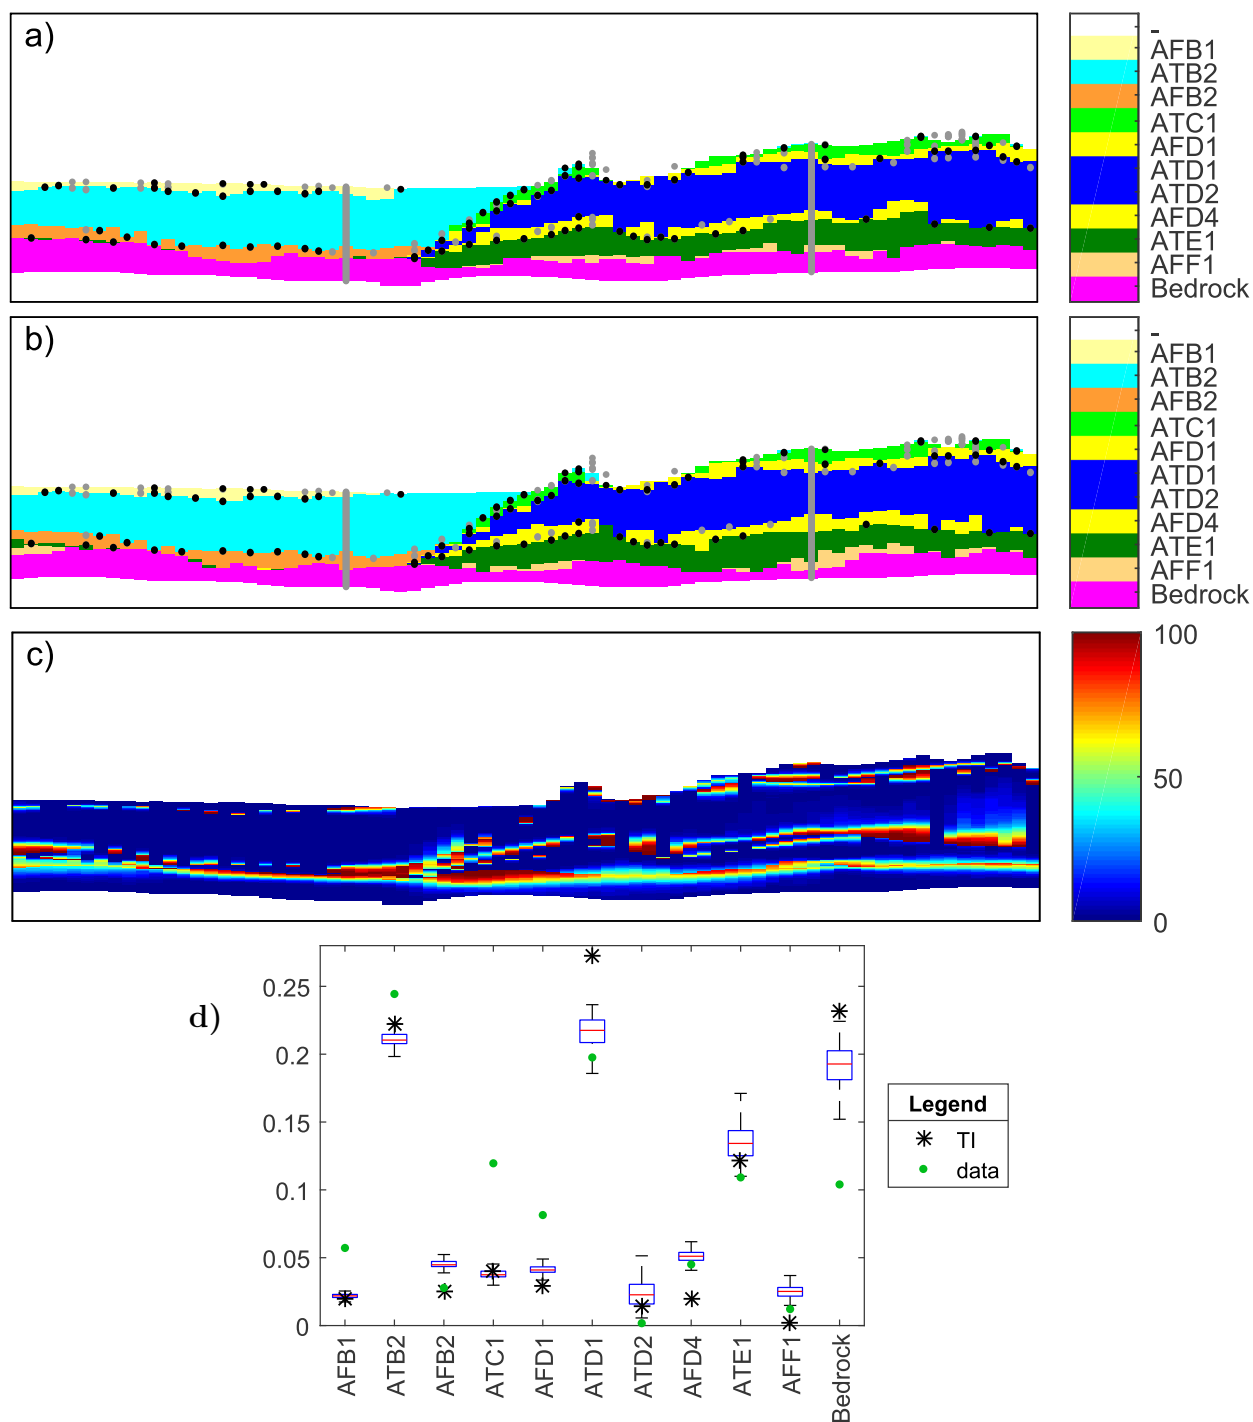 a)
-
AFB1
ATB2
AFB2
ATC1
AFD1
ATD1
ATD2
AFD4
ATE1
AFF1
Bedrock
b)
-
AFB1
ATB2
AFB2
ATC1
AFD1
ATD1
ATD2
AFD4
ATE1
AFF1
Bedrock
c)
100
50
0
d)
0.25
0.2
0.15
0.1
0.05
0
AFB1
ATB2
AFB2
ATC1
AFD1
ATD1
ATD2
AFD4
ATE1
AFF1
Bedrock
Legend
TI
data